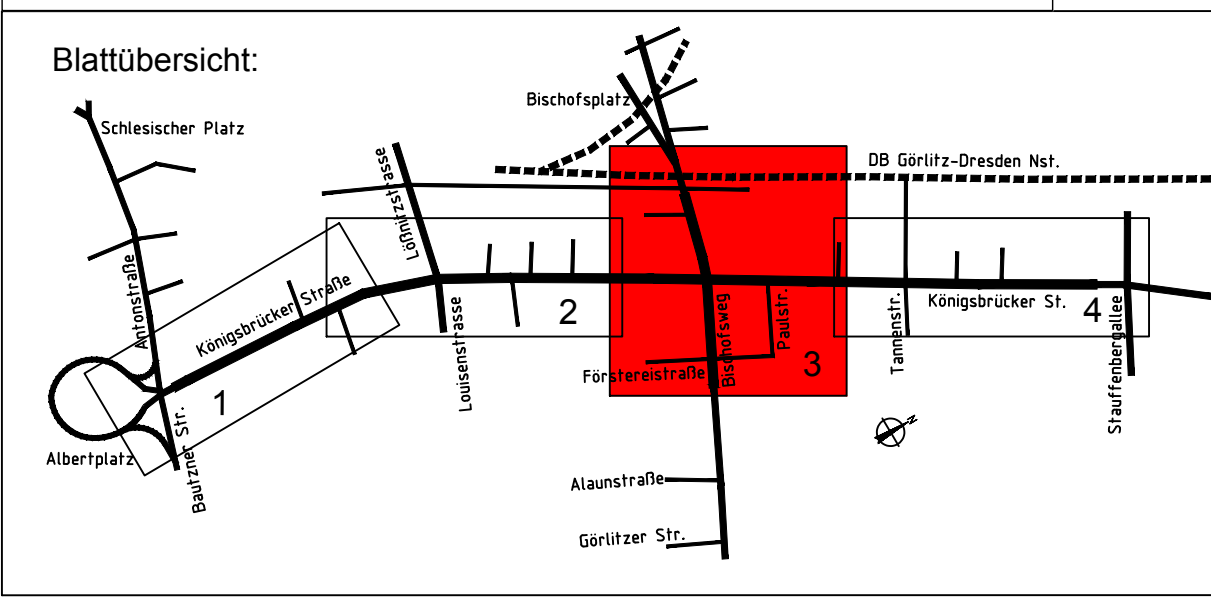 Blattübersicht:
Schlesischer Platz
Bischofsplatz
DB Görlitz-Dresden Nst.
Lößnitzstrasse
Antonstraße
Königsbrücker Straße
2
Louisenstrasse
Bischofsweg
Paulstr.
Förstereistraße
3
Tannenstr.
Königsbrücker St.
4
Stauffenbergallee
1
Albertplatz
Bautzner Str.
N
Alaunstraße
Görlitzer Str.